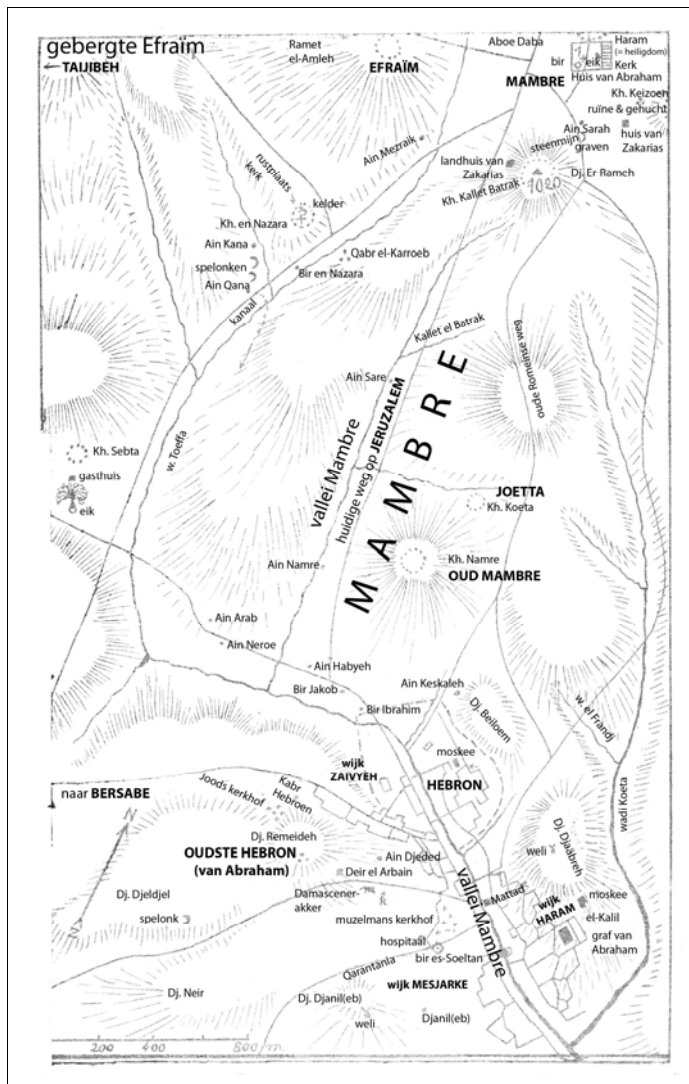 gebergte Efraïm
TAIJIBEH
Ramet
el-Amleh
EFRAÏM
Aboe Daba
MAMBRE
bir
eik
Haram
(= heiligdom)
Kerk
Huis van Abraham
Kh. Keizoen
ruïne & gehucht
huis van
Zakarias
Ain Sarah
steenmijn
graven
landhuis van
Zakarias
1020
Dj. Er Rameh
Kh. Kallet Batrak
Ain Mezraik
rustplaats
kerk
kelder
Kh. en Nazara
Ain Kana
spelonken
Ain Qana
Qabr el-Karroeb
Bir en Nazara
kanaal
Kallet el Batrak
oude Romeinse weg
Ain Sare
MAMBRE
vallei Mambre
huidige weg op JERUZALEM
w. Toeffa
Kh. Sebta
gasthuis
eik
JOETTA
Kh. Koeta
Ain Namre
Kh. Namre
OUD MAMBRE
Ain Arab
Ain Neroe
Ain Habyeh
Bir Jakob
Ain Keskaleh
Bir Ibrahim
Dj. Beiloem
w. el Frandj
wadi Koeta
moskee
HEBRON
wijk
ZAIVYEH
naar BERSABE
Joods kerkhof
Kabr
Hebroen
Dj. Remeideh
OUDSTE HEBRON
(van Abraham)
Ain Djeded
Deir el Arbain
Dj. Djaabreh
weli
Dj. Djeldjel
Damascener-
akker
Mattad
wijk
HARAM
moskee
el-Kalil
graf van
Abraham
spelonk
muzelmans kerkhof
vallei Mambre
hospitaal
bir es-Soeltan
Qarantanla
wijk MESJARKE
Dj. Neir
Dj. Djanil(eb)
weli
Djanil(eb)
N
Z
200 400 800 m.